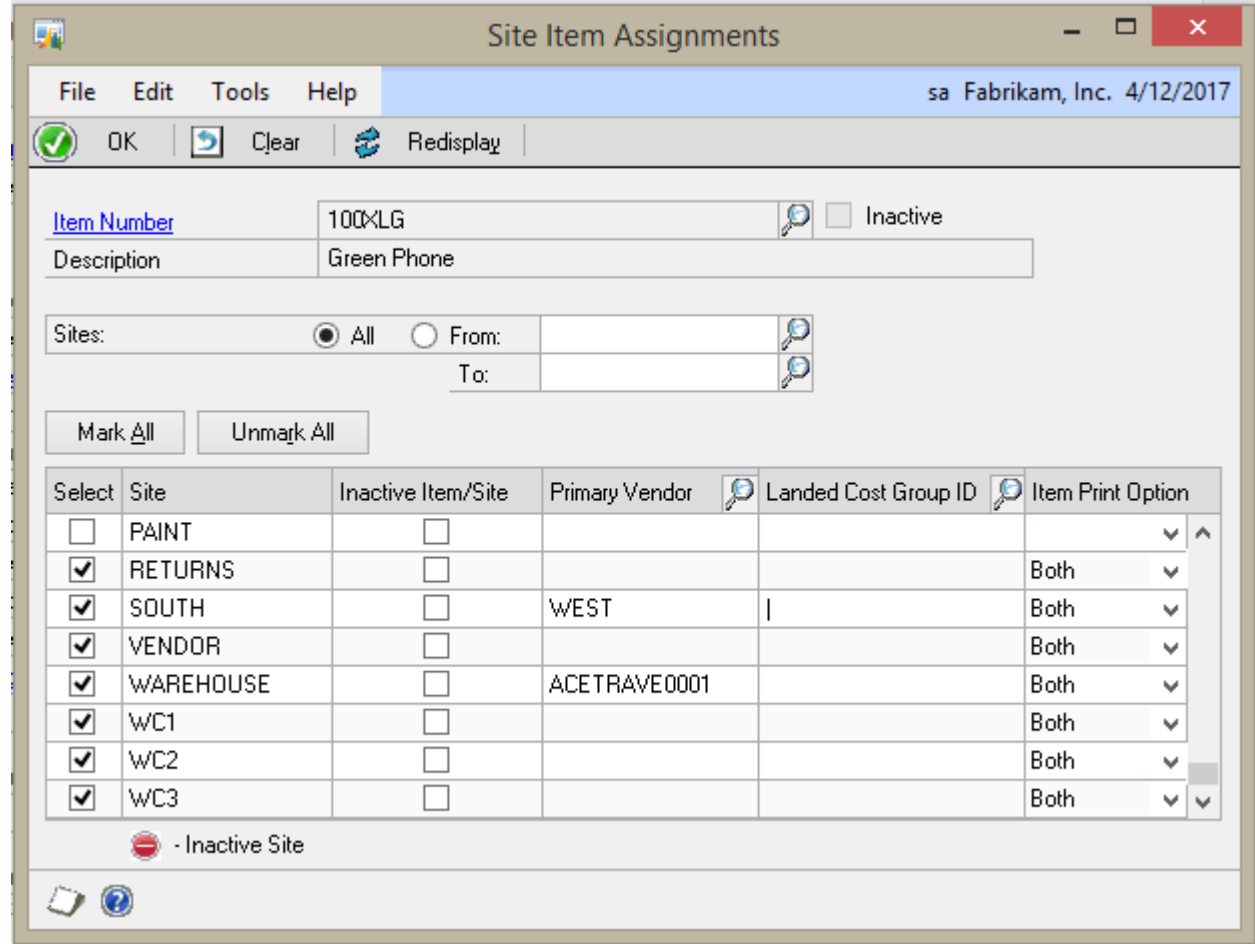 Site Item Assignments
File Edit Tools Help sa Fabrikam, Inc. 4/12/2017
OK Clear Redisplay
Item Number 100XLG Inactive
Description Green Phone
Sites: All From:
To:
Mark All Unmark All
Select Site Inactive Item/Site Primary Vendor Landed Cost Group ID Item Print Option
PAINT
RETURNS Both
SOUTH WEST Both
VENDOR Both
WAREHOUSE ACETRAVE0001 Both
WC1 Both
WC2 Both
WC3 Both
- Inactive Site